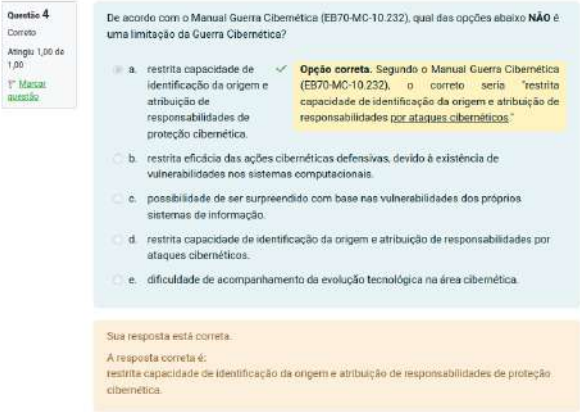 Questão 4
Correto
Atingiu 1,00 de
1,00
Marcar
questão
De acordo com o Manual Guerra Cibernética (EB70-MC-10.232), qual das opções abaixo NÃO é
uma limitação da Guerra Cibernética?
a. restrita capacidade de
identificação da origem e
atribuição de
responsabilidades de
proteção cibernética.
Opção correta. Segundo o Manual Guerra Cibernética
(EB70-MC-10.232), o correto seria "restrita
capacidade de identificação da origem e atribuição de
responsabilidades por ataques cibernéticos."
b. restrita eficácia das ações cibernéticas defensivas, devido à existência de
vulnerabilidades nos sistemas computacionais.
c. possibilidade de ser surpreendido com base nas vulnerabilidades dos próprios
sistemas de informação.
d. restrita capacidade de identificação da origem e atribuição de responsabilidades por
ataques cibernéticos.
e. dificuldade de acompanhamento da evolução tecnológica na área cibernética.
Sua resposta está correta.
A resposta correta é:
restrita capacidade de identificação da origem e atribuição de responsabilidades de proteção
cibernética.